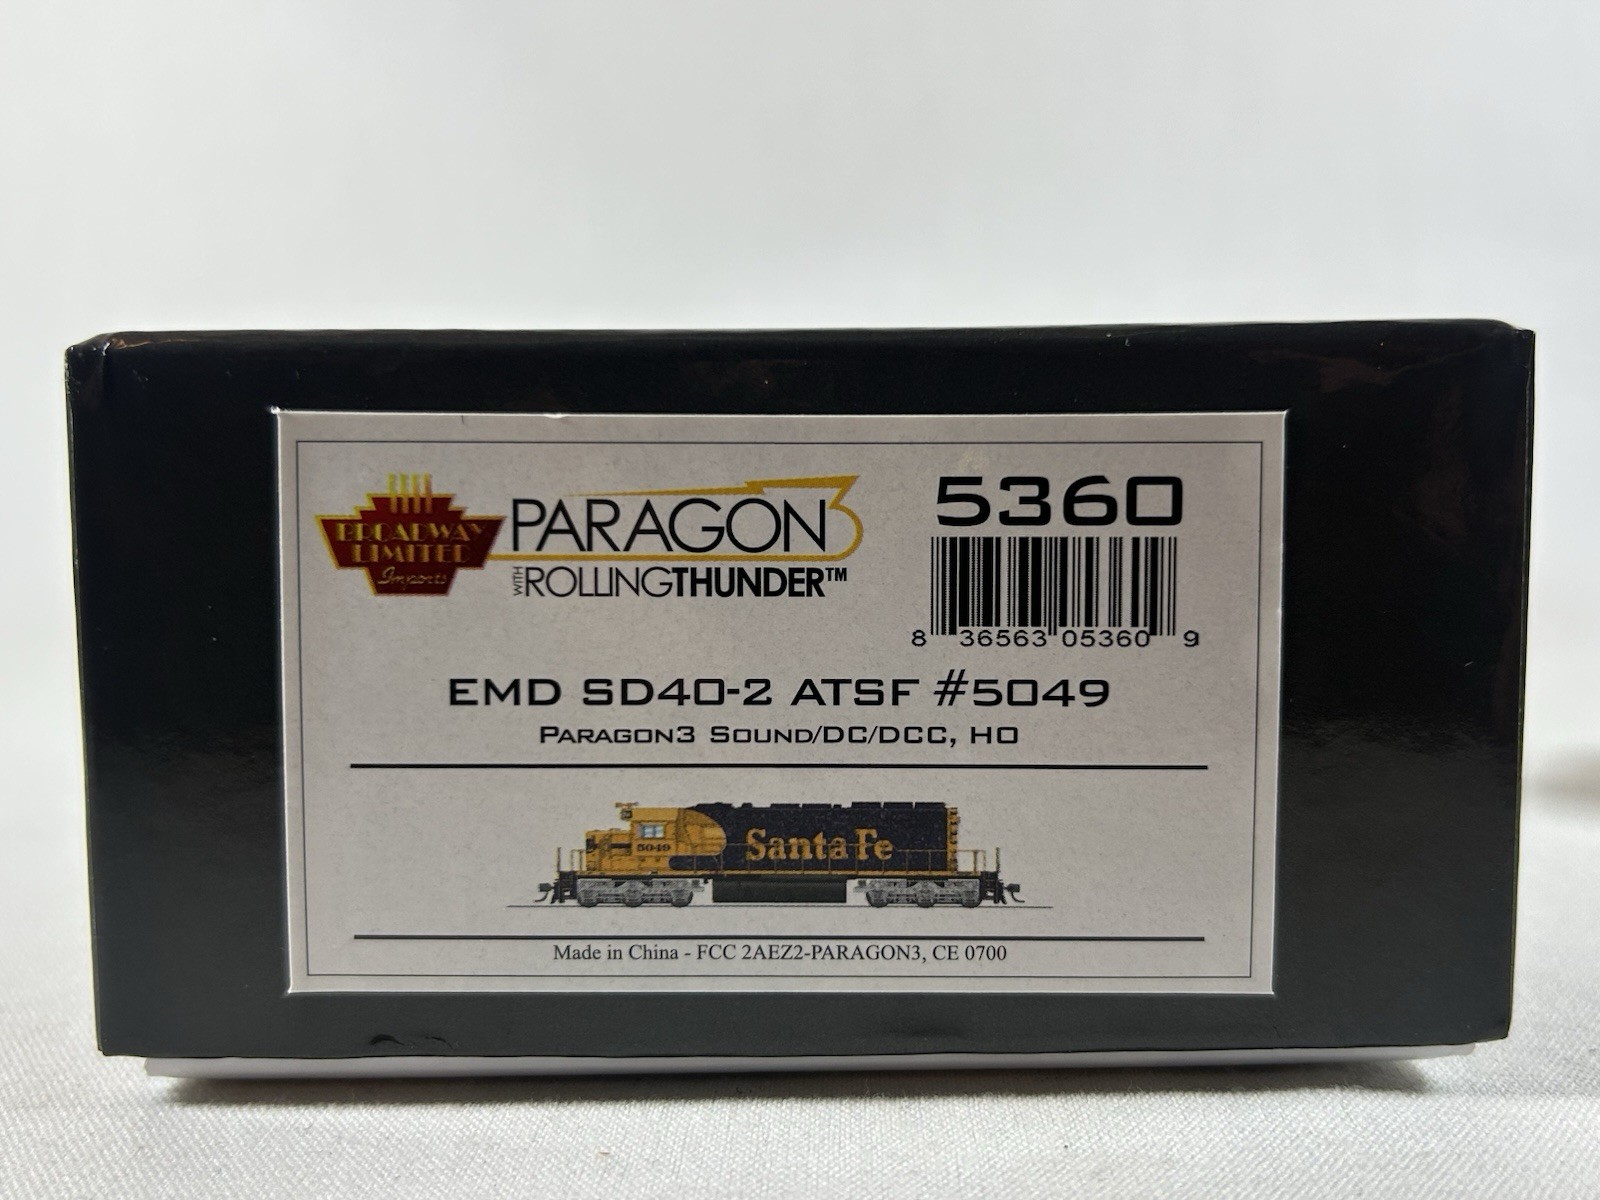 BROADWAY
LIMITED
Imports
PARAGON3
WITH ROLLINGTHUNDER™
5360
8 36563 05360 9
EMD SD40-2 ATSF #5049
PARAGON3 SOUND/DC/DCC, HO
5049
Santa Fe
Made in China - FCC 2AEZ2-PARAGON3, CE 0700